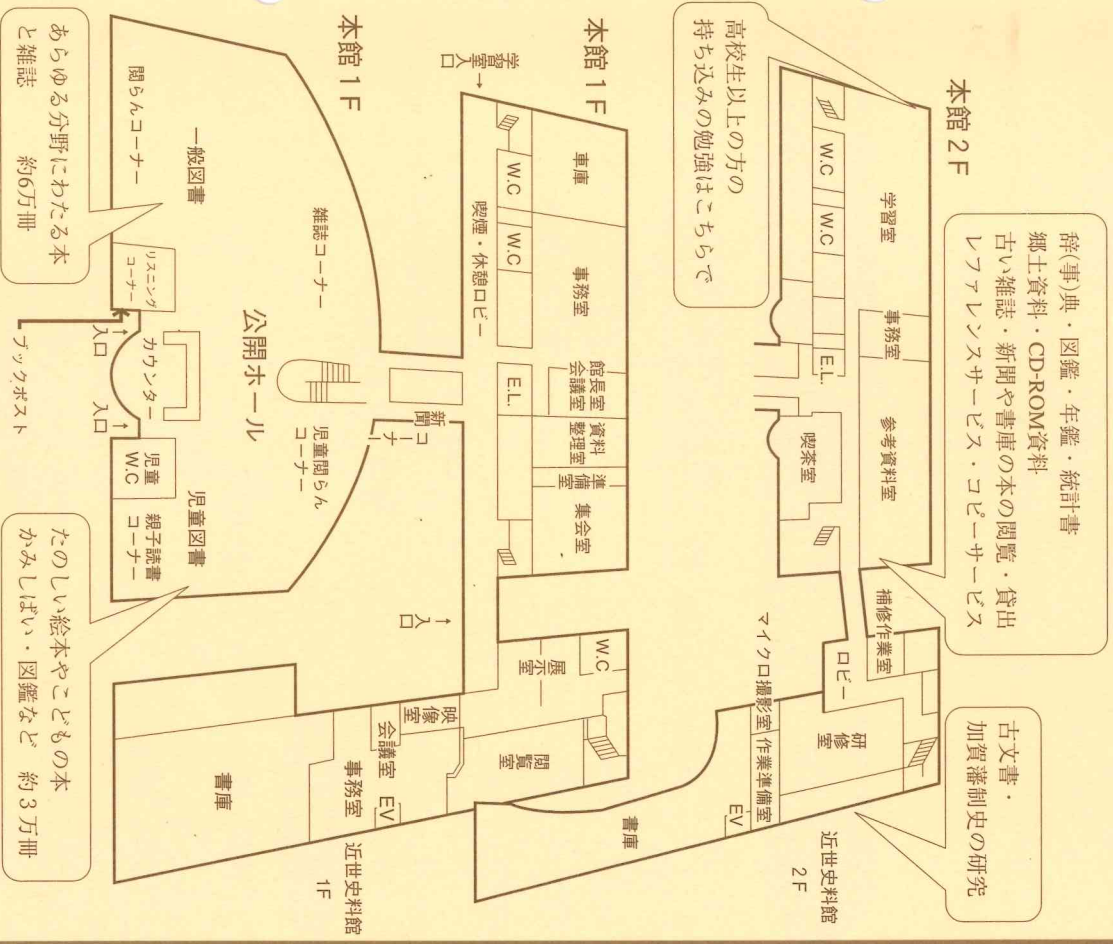 本館2F
辞(事)典・図鑑・年鑑・統計書
郷土資料・CD-ROM資料
古い雑誌・新聞や書庫の本の閲覧・貸出
レファレンスサービス・コピーサービス
古文書・
加賀藩制史の研究
学習室
事務室
参考資料室
W.C
W.C
E.L.
喫茶室
補修作業室
ロビー
研修室
マイクロ撮影室
作業準備室
EV
書庫
近世史料館
2F
高校生以上の方の
持ち込みの勉強はこちらで
本館1F
学習室入口
車庫
事務室
館長室
会議室
資料
整理室
準備室
集会室
W.C
W.C
E.L.
喫煙・休憩ロビー
W.C
展示室
閲覧室
映像室
会議室
事務室
EV
書庫
入口
近世史料館
1F
本館1F
雑誌コーナー
新聞コーナー
児童閲らん
コーナー
公開ホール
一般図書
閲らんコーナー
リスニング
コーナー
カウンター
入口
入口
ブックポスト
児童
W.C
児童図書
親子読書
コーナー
あらゆる分野にわたる本
と雑誌 約6万冊
たのしい絵本やこどもの本
かみしばい・図鑑など 約3万冊